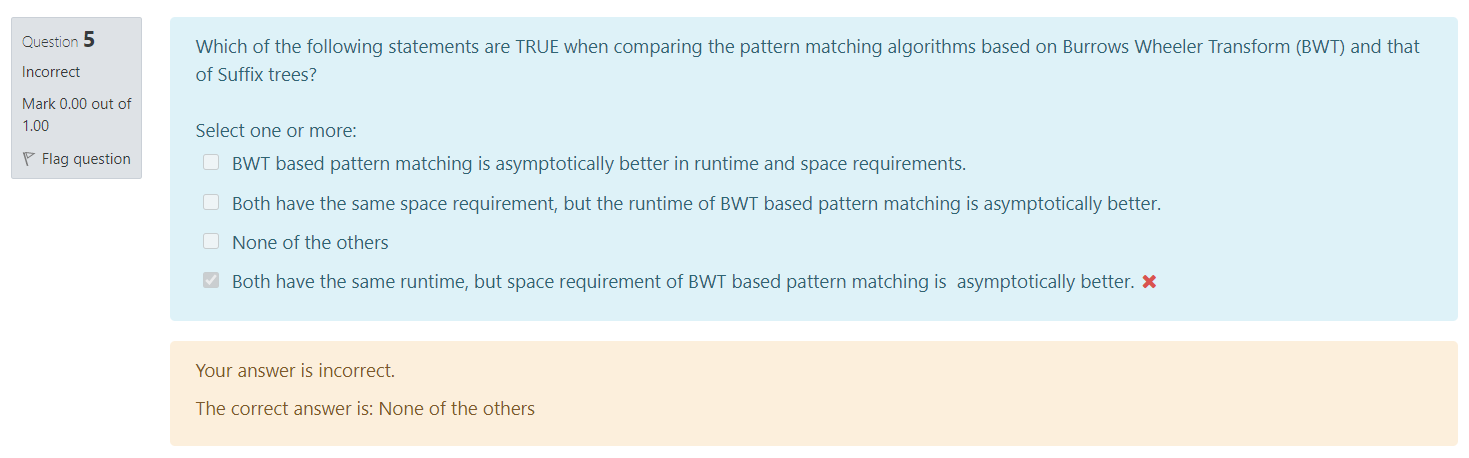 Question 5
Incorrect
Mark 0.00 out of
1.00
Flag question
Which of the following statements are TRUE when comparing the pattern matching algorithms based on Burrows Wheeler Transform (BWT) and that
of Suffix trees?
Select one or more:
BWT based pattern matching is asymptotically better in runtime and space requirements.
Both have the same space requirement, but the runtime of BWT based pattern matching is asymptotically better.
None of the others
Both have the same runtime, but space requirement of BWT based pattern matching is  asymptotically better.
Your answer is incorrect.
The correct answer is: None of the others